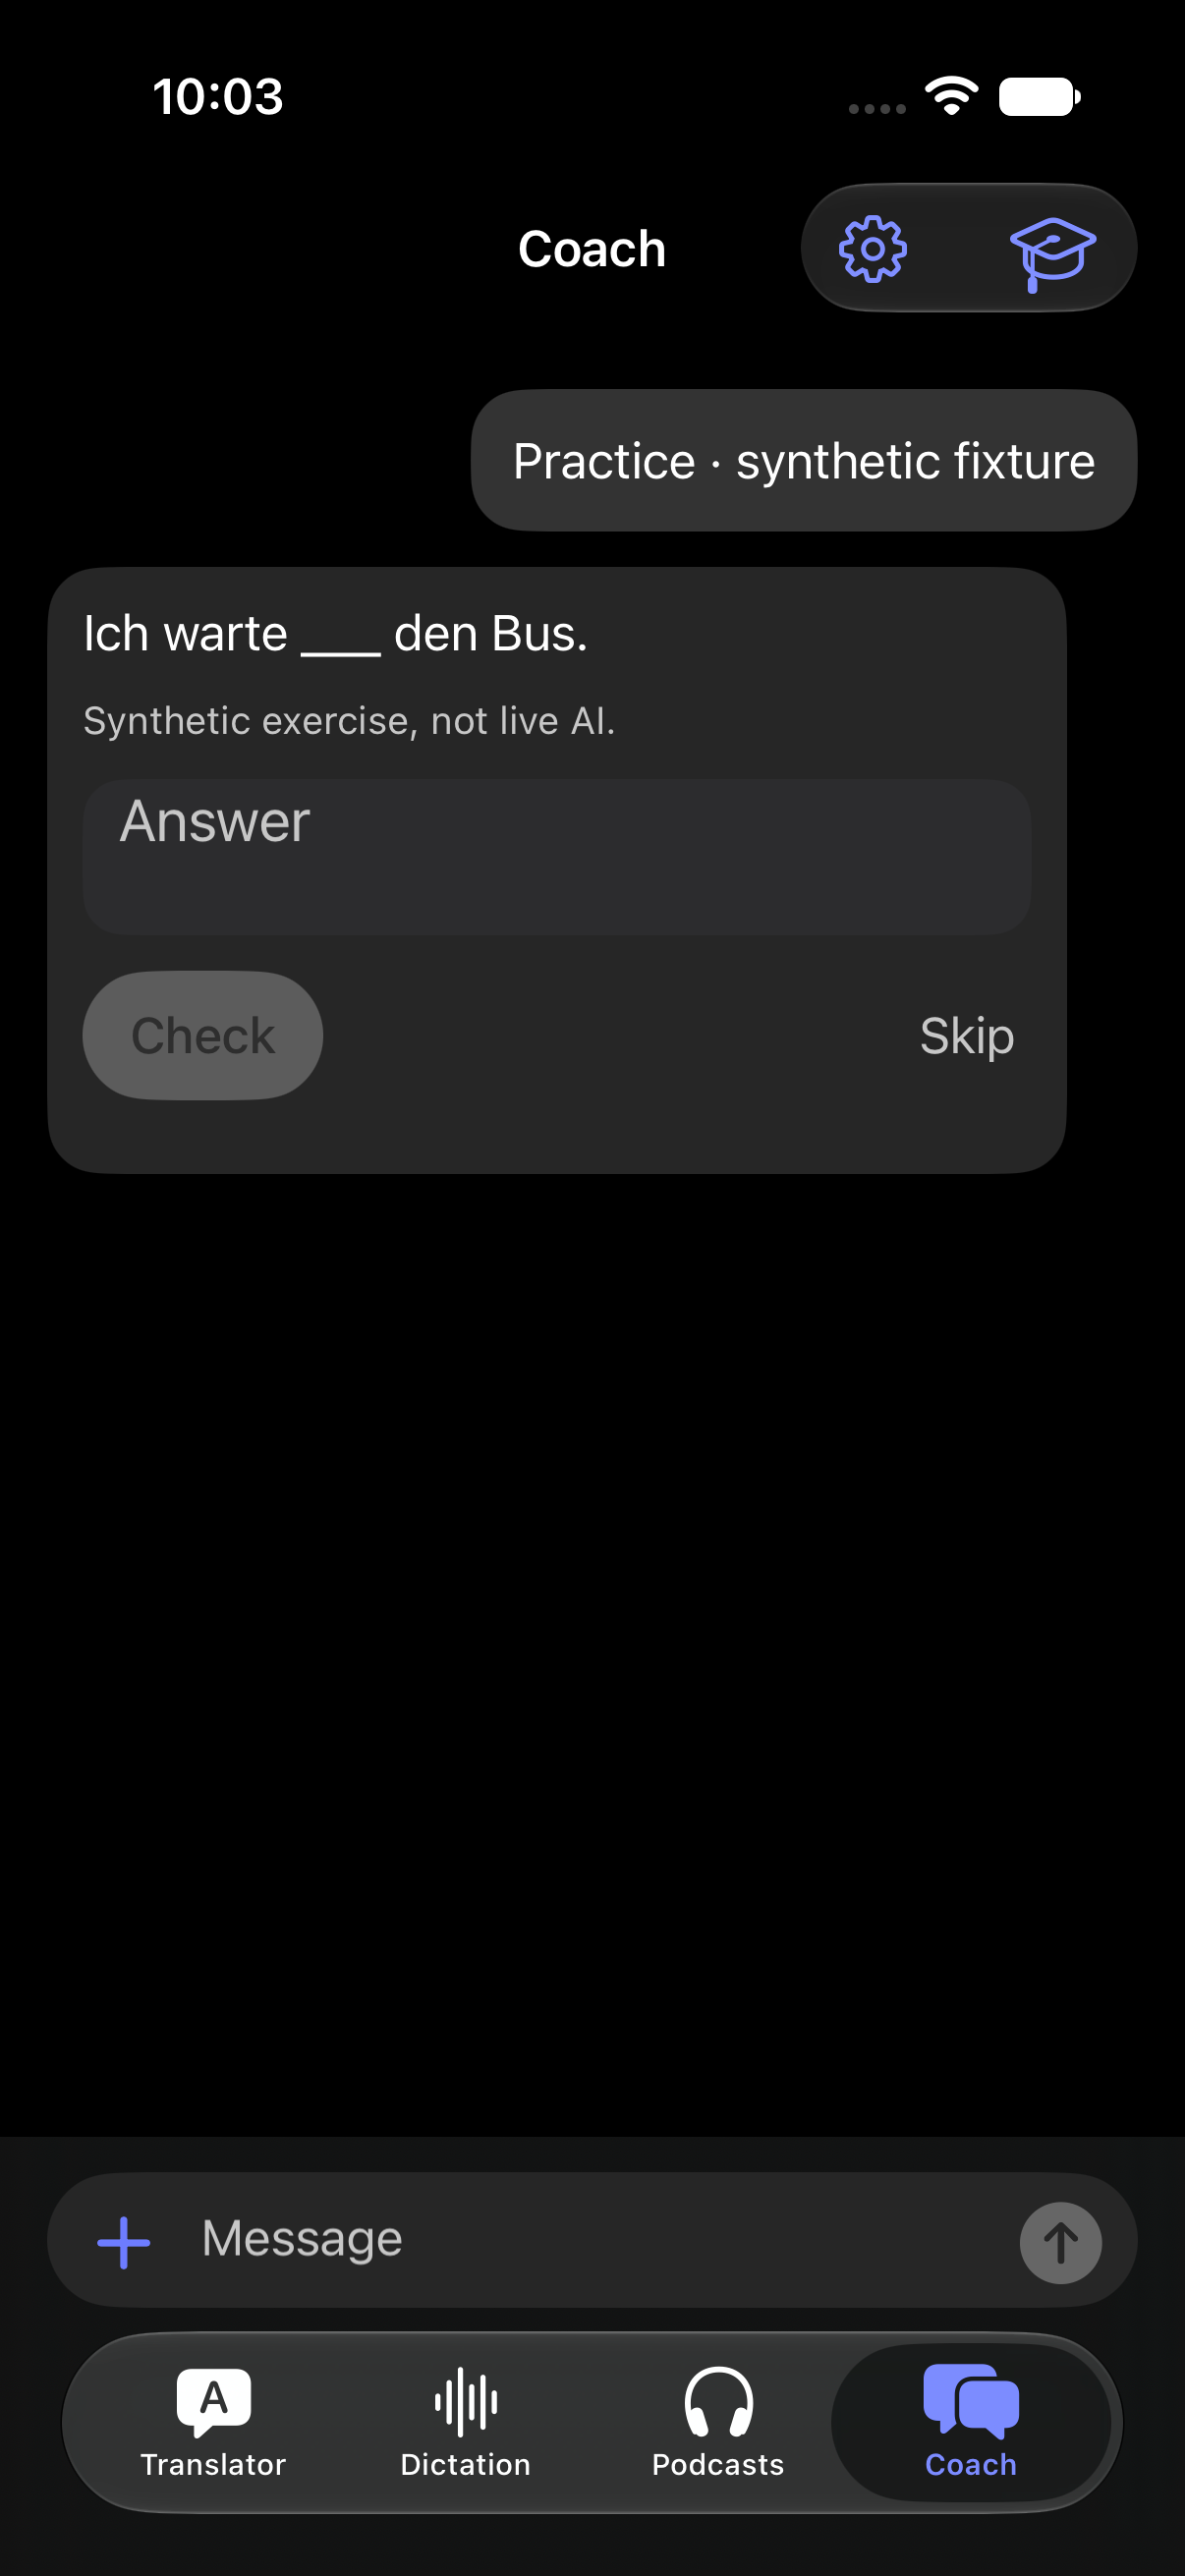 10:03
Coach
Practice · synthetic fixture
Ich warte ___ den Bus.
Synthetic exercise, not live AI.
Answer
Check
Skip
Message
A
Translator
Dictation
Podcasts
Coach